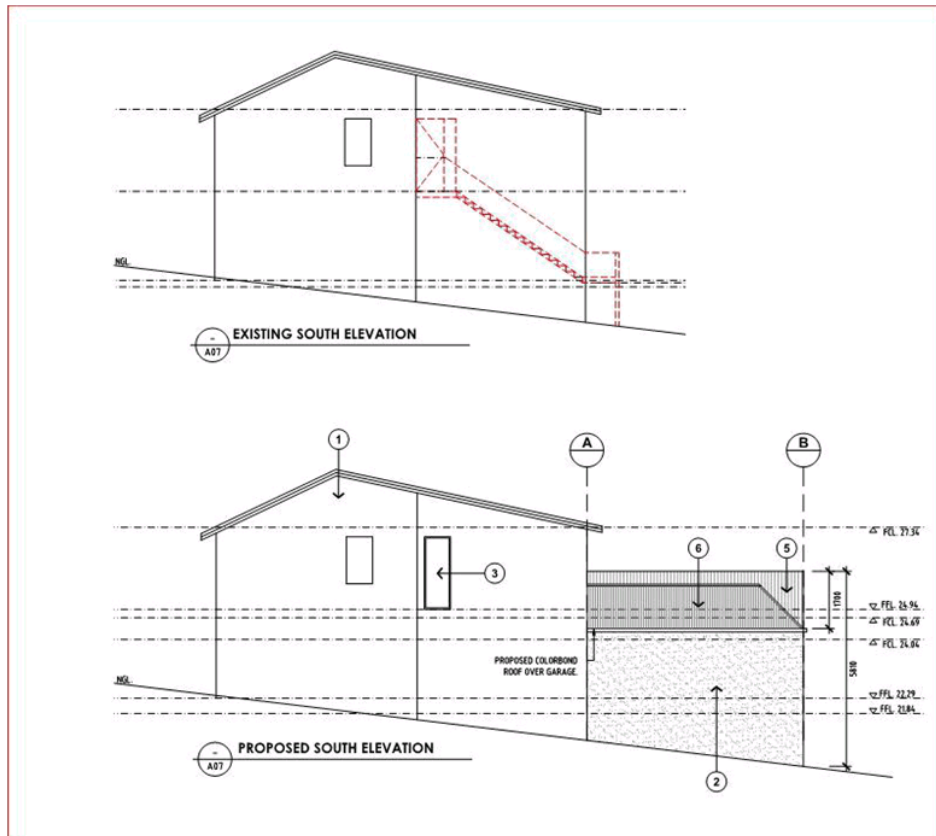 NGL.
EXISTING SOUTH ELEVATION
-
A07
1
A
B
FCL. 27.34
6
5
3
1700
FFL. 24.94
FCL. 24.69
FCL. 24.04
PROPOSED COLORBOND
ROOF OVER GARAGE.
5810
NGL.
FFL. 22.29
FFL. 21.84
PROPOSED SOUTH ELEVATION
-
A07
2